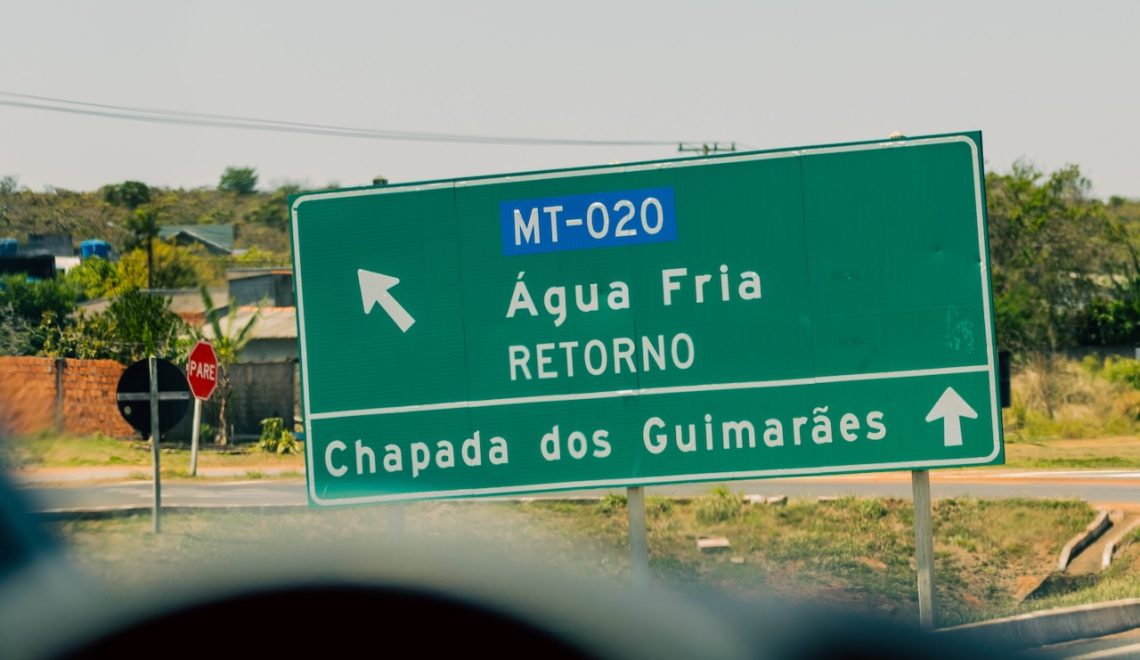 MT-020
Água Fria
RETORNO
Chapada dos Guimarães
PARE